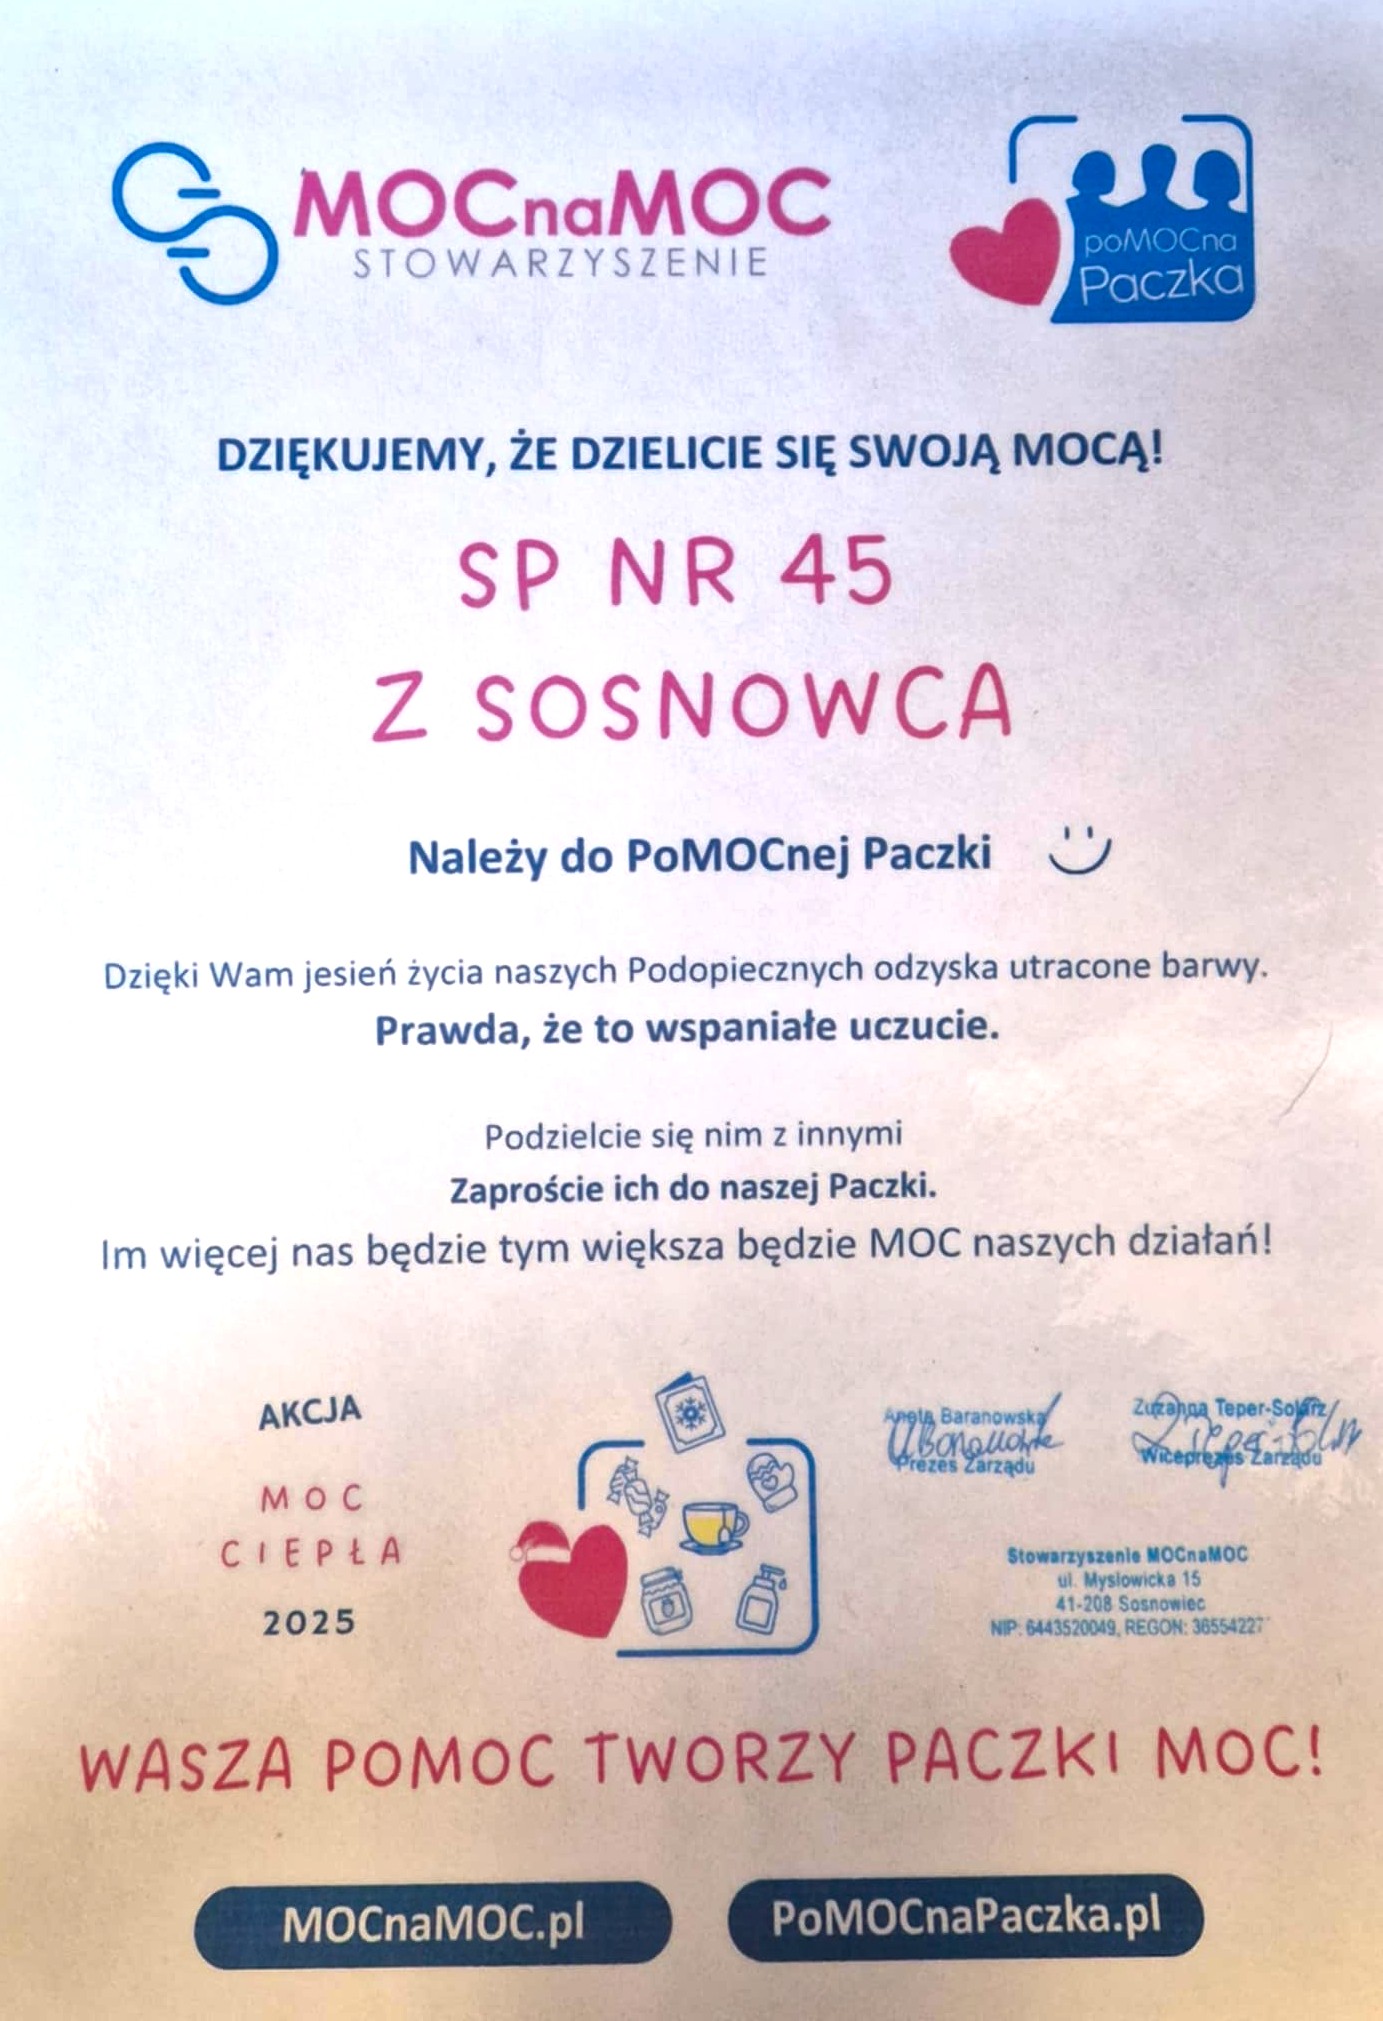 MOCnaMOC
STOWARZYSZENIE
poMOCna
Paczka
DZIĘKUJEMY, ŻE DZIELICIE SIĘ SWOJĄ MOCĄ!
SP NR 45
Z SOSNOWCA
Należy do PoMOCnej Paczki
Dzięki Wam jesień życia naszych Podopiecznych odzyska utracone barwy.
Prawda, że to wspaniałe uczucie.
Podzielcie się nim z innymi
Zaproście ich do naszej Paczki.
Im więcej nas będzie tym większa będzie MOC naszych działań!
AKCJA
MOC
CIEPŁA
2025
Aneta Baranowska
Prezes Zarządu
Zuzanna Teper-Solarz
Wiceprezes Zarządu
Stowarzyszenie MOCnaMOC
ul. Mysłowicka 15
41-208 Sosnowiec
NIP: 6443520049, REGON: 36554227
WASZA POMOC TWORZY PACZKI MOC!
MOCnaMOC.pl
PoMOCnaPaczka.pl